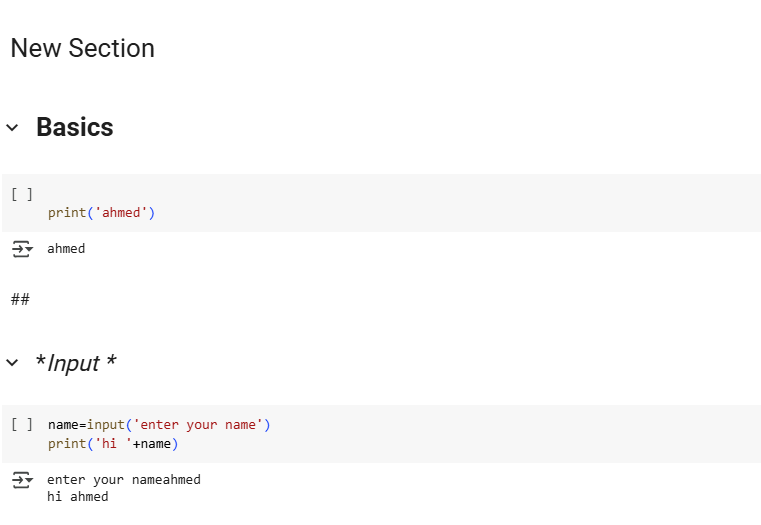 New Section
Basics
[ ]
print('ahmed')
ahmed
##
*Input *
[ ] name=input('enter your name')
print('hi '+name)
enter your nameahmed
hi ahmed